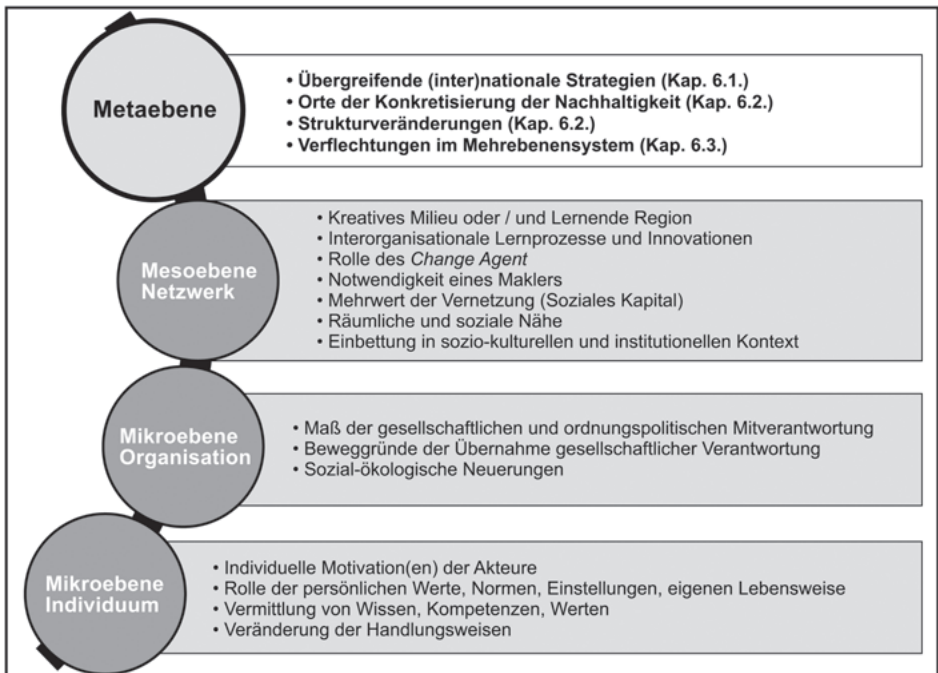 Metaebene
• Übergreifende (inter)nationale Strategien (Kap. 6.1.)
• Orte der Konkretisierung der Nachhaltigkeit (Kap. 6.2.)
• Strukturveränderungen (Kap. 6.2.)
• Verflechtungen im Mehrebenensystem (Kap. 6.3.)
Mesoebene
Netzwerk
• Kreatives Milieu oder / und Lernende Region
• Interorganisationale Lernprozesse und Innovationen
• Rolle des Change Agent
• Notwendigkeit eines Maklers
• Mehrwert der Vernetzung (Soziales Kapital)
• Räumliche und soziale Nähe
• Einbettung in sozio-kulturellen und institutionellen Kontext
Mikroebene
Organisation
• Maß der gesellschaftlichen und ordnungspolitischen Mitverantwortung
• Beweggründe der Übernahme gesellschaftlicher Verantwortung
• Sozial-ökologische Neuerungen
Mikroebene
Individuum
• Individuelle Motivation(en) der Akteure
• Rolle der persönlichen Werte, Normen, Einstellungen, eigenen Lebensweise
• Vermittlung von Wissen, Kompetenzen, Werten
• Veränderung der Handlungsweisen